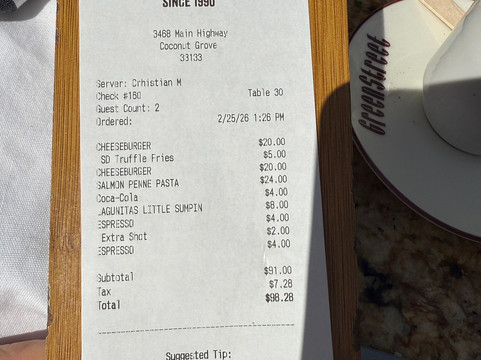 SINCE 1990
3468 Main Highway
Coconut Grove
33133
Server: Crhistian M
Check #160 Table 30
Guest Count: 2
Ordered: 2/25/26 1:26 PM
CHEESEBURGER $20.00
SD Truffle Fries $5.00
CHEESEBURGER $20.00
SALMON PENNE PASTA $24.00
Coca-Cola $4.00
LAGUNITAS LITTLE SUMPIN $8.00
ESPRESSO $4.00
Extra Shot $2.00
ESPRESSO $4.00
Subtotal $91.00
Tax $7.28
Total $98.28
Suggested Tip:
GreenStreet